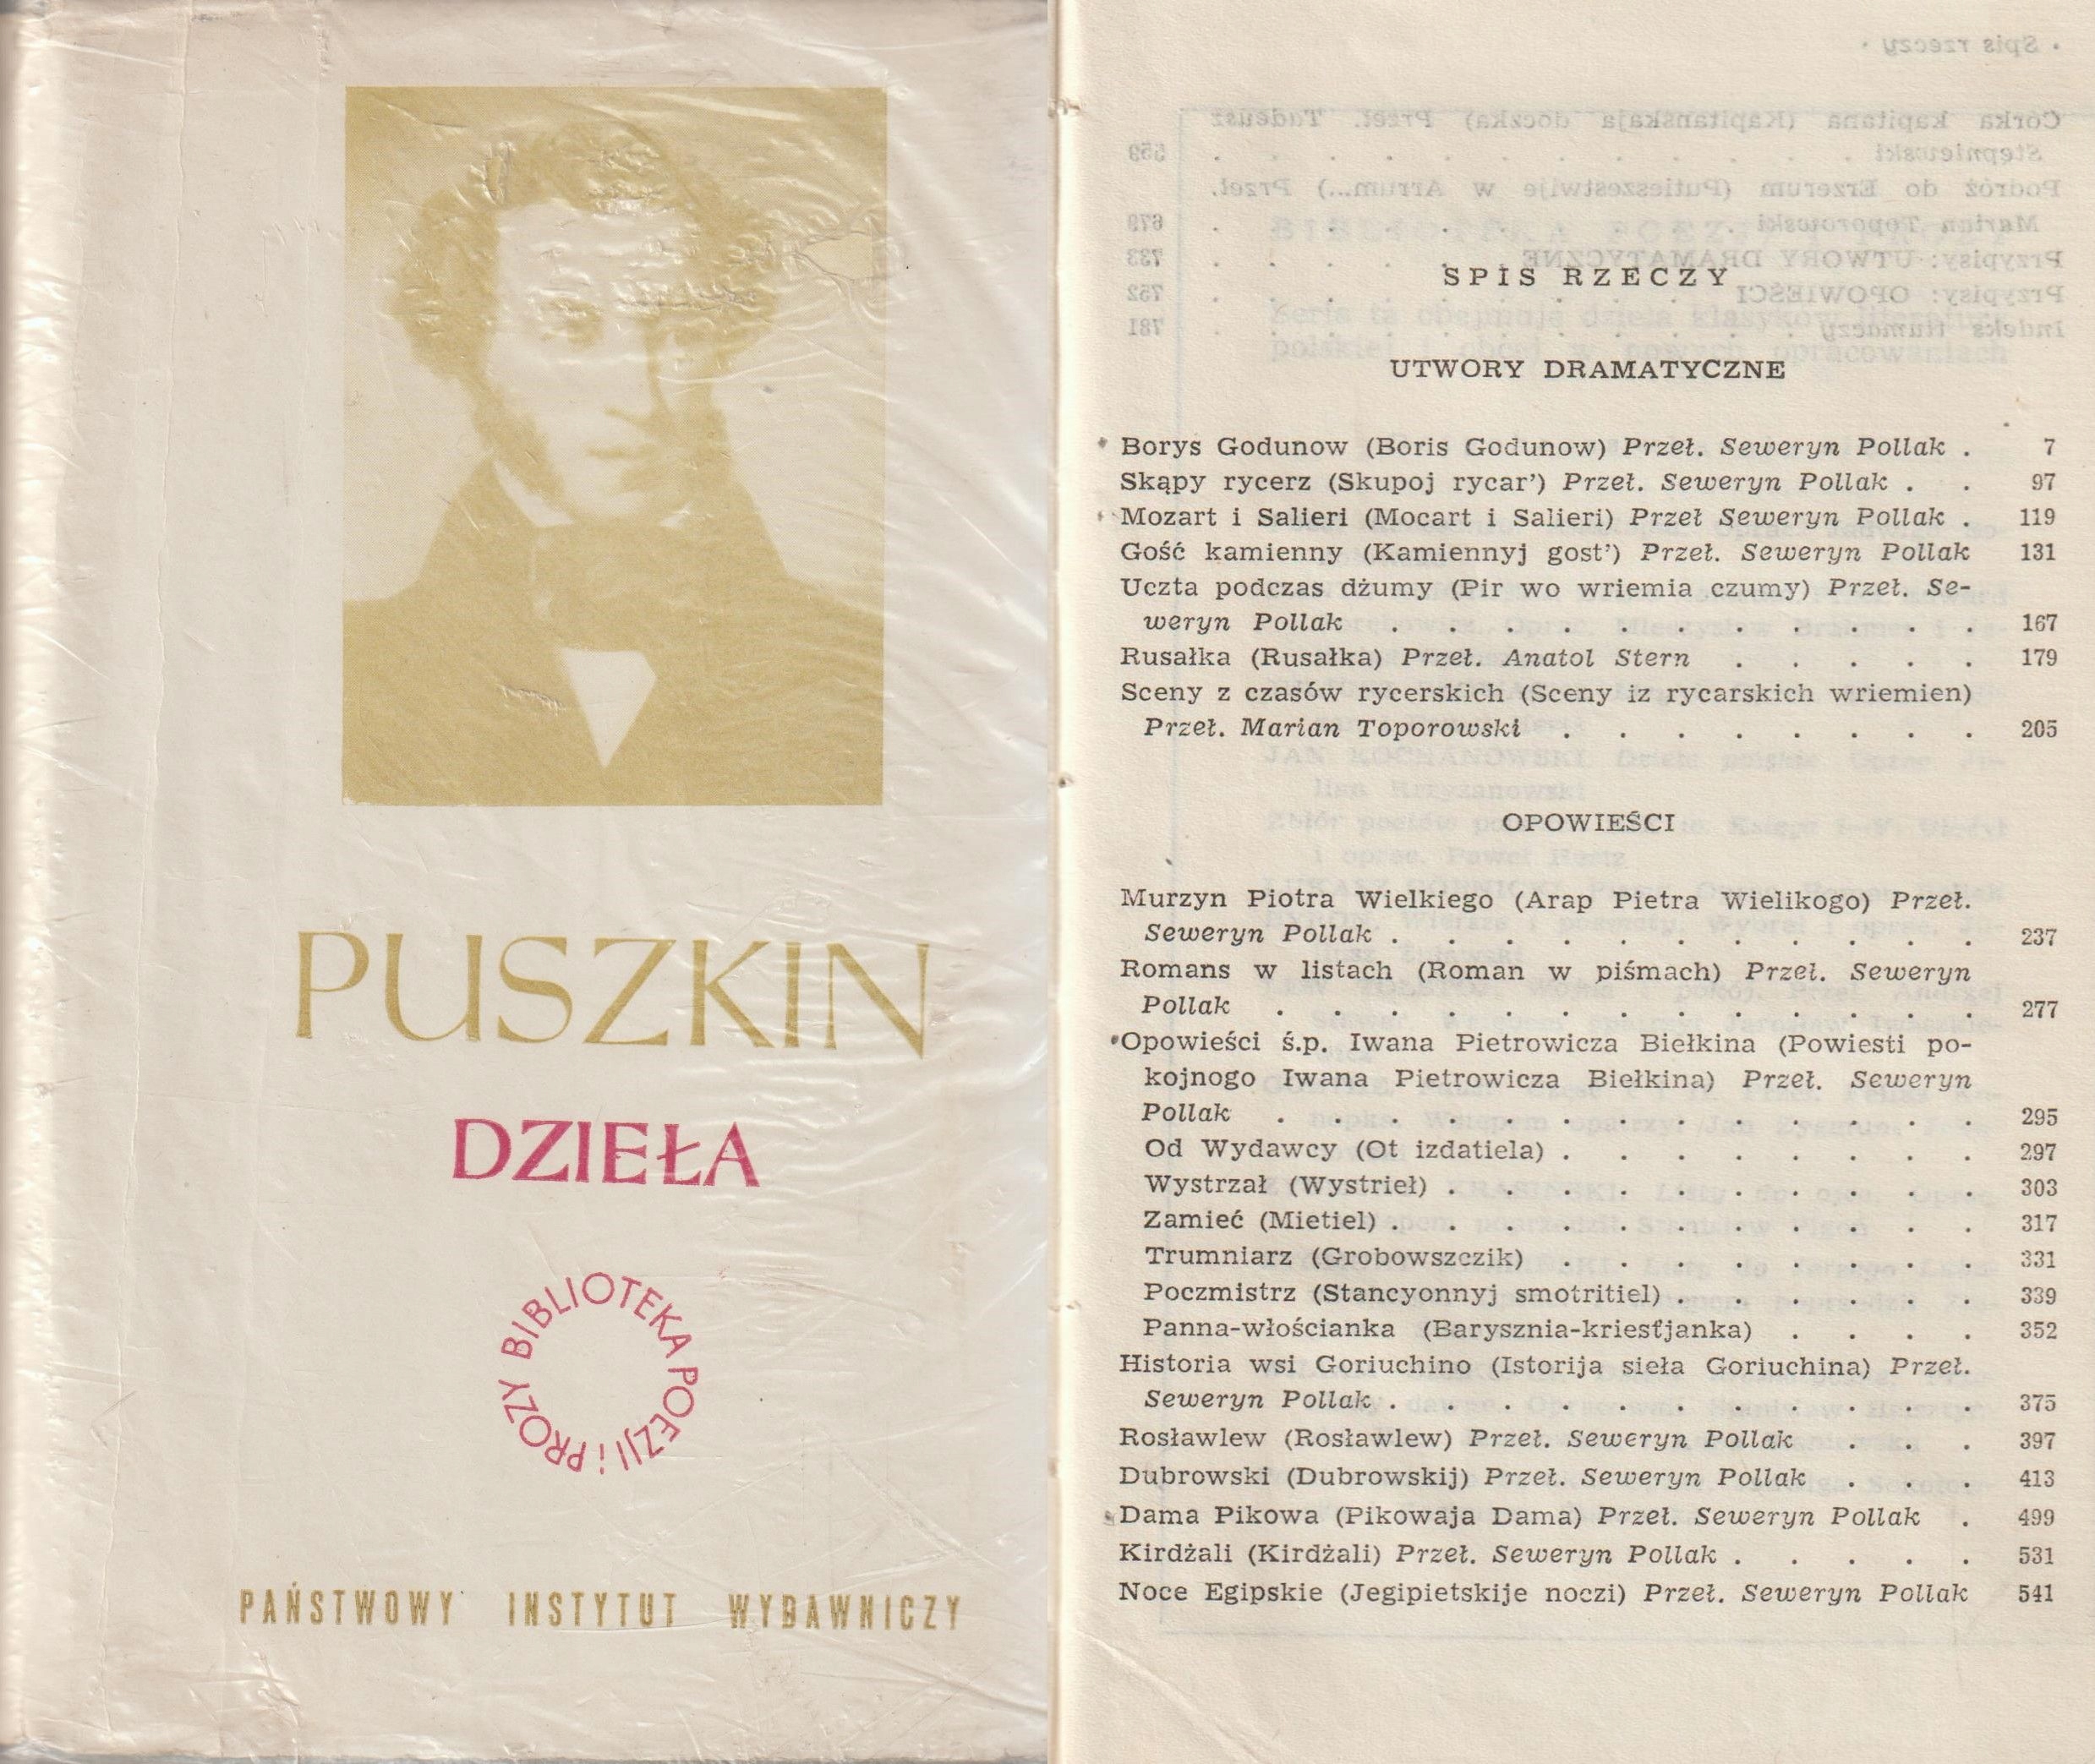 PUSZKIN
DZIEŁA
BIBLIOTEKA POEZJI i PROZY
PAŃSTWOWY INSTYTUT WYDAWNICZY
SPIS RZECZY
UTWORY DRAMATYCZNE
Borys Godunow (Boris Godunow) Przeł. Seweryn Pollak . 7
Skąpy rycerz (Skupoj rycar’) Przeł. Seweryn Pollak . . 97
Mozart i Salieri (Mocart i Salieri) Przeł Seweryn Pollak . 119
Gość kamienny (Kamiennyj gost’) Przeł. Seweryn Pollak 131
Uczta podczas dżumy (Pir wo wriemia czumy) Przeł. Se-
weryn Pollak . . . . . . . . . . . 167
Rusałka (Rusałka) Przeł. Anatol Stern . . . . . 179
Sceny z czasów rycerskich (Sceny iz rycarskich wriemien)
Przeł. Marian Toporowski . . . . . . . . 205
OPOWIEŚCI
Murzyn Piotra Wielkiego (Arap Pietra Wielikogo) Przeł.
Seweryn Pollak . . . . . . . . . . . 237
Romans w listach (Roman w piśmach) Przeł. Seweryn
Pollak . . . . . . . . . . . . . 277
Opowieści ś.p. Iwana Pietrowicza Biełkina (Powiesti po-
kojnogo Iwana Pietrowicza Biełkina) Przeł. Seweryn
Pollak . . . . . . . . . . . . . 295
Od Wydawcy (Ot izdatiela) . . . . . . . . 297
Wystrzał (Wystrieł) . . . . . . . . . . 303
Zamieć (Mietiel) . . . . . . . . . . . 317
Trumniarz (Grobowszczik) . . . . . . . . 331
Poczmistrz (Stancyonnyj smotritiel) . . . . . . 339
Panna-włościanka (Barysznia-kriest’janka) . . . . 352
Historia wsi Goriuchino (Istorija sieła Goriuchina) Przeł.
Seweryn Pollak . . . . . . . . . . . 375
Rosławlew (Rosławlew) Przeł. Seweryn Pollak . . . 397
Dubrowski (Dubrowskij) Przeł. Seweryn Pollak . . . 413
Dama Pikowa (Pikowaja Dama) Przeł. Seweryn Pollak . 499
Kirdżali (Kirdżali) Przeł. Seweryn Pollak . . . . . 531
Noce Egipskie (Jegipietskije noczi) Przeł. Seweryn Pollak 541